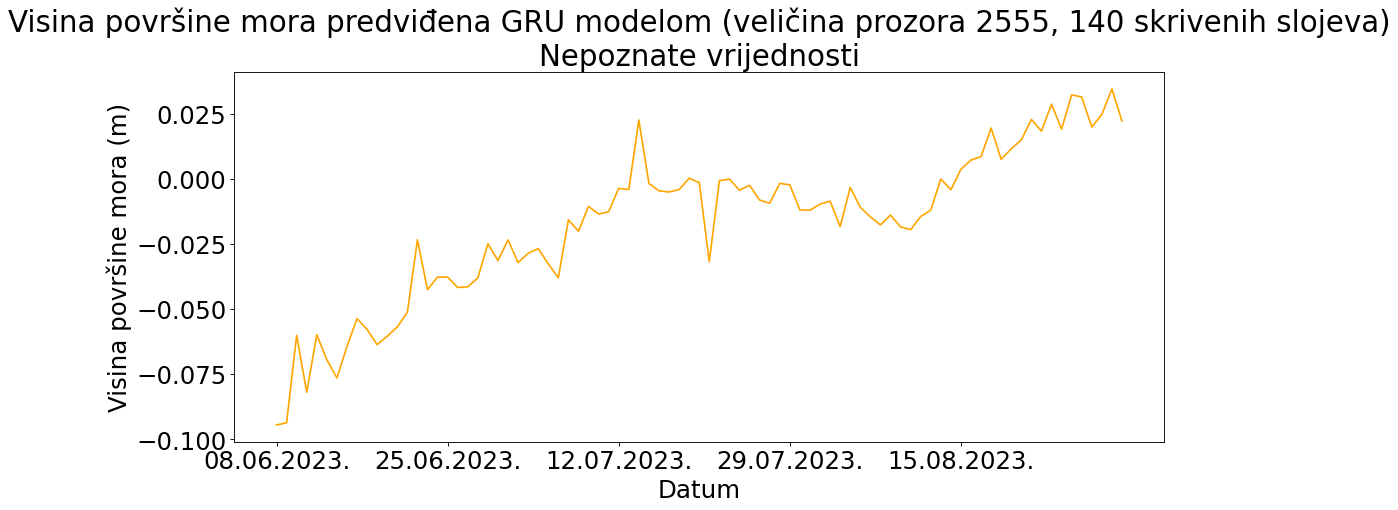 Visina površine mora predviđena GRU modelom (veličina prozora 2555, 140 skrivenih slojeva)
Nepoznate vrijednosti
Visina površine mora (m)
0.025
0.000
−0.025
−0.050
−0.075
−0.100
08.06.2023.
25.06.2023.
12.07.2023.
29.07.2023.
15.08.2023.
Datum